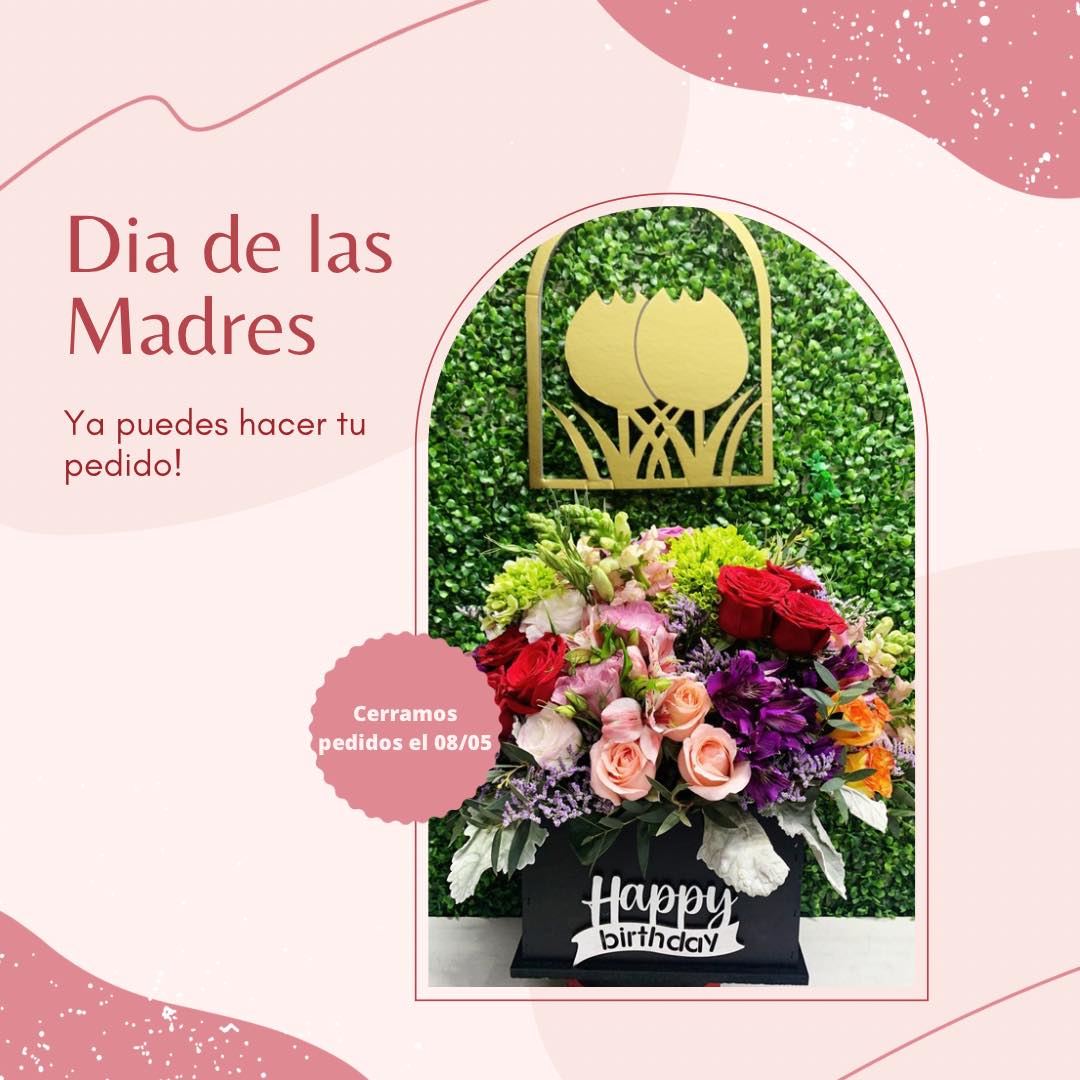 Dia de las
Madres
Ya puedes hacer tu
pedido!
Cerramos
pedidos el 08/05
Happy
birthday